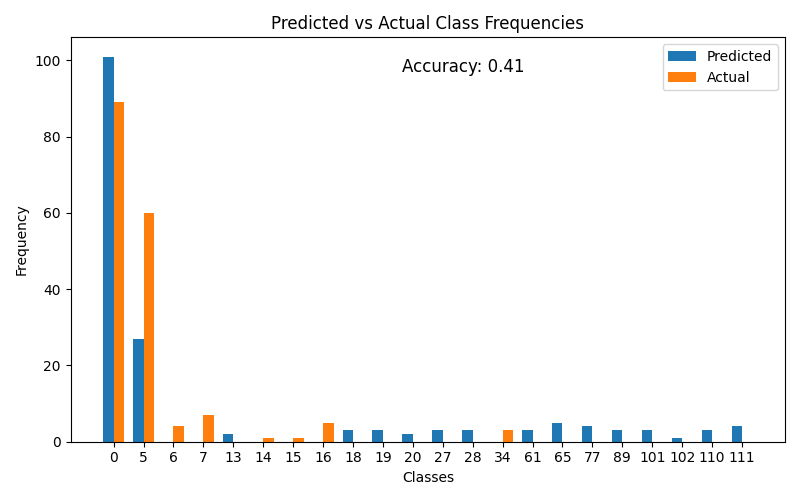 Predicted vs Actual Class Frequencies
Accuracy: 0.41
Predicted
Actual
Frequency
100
80
60
40
20
0
0 5 6 7 13 14 15 16 18 19 20 27 28 34 61 65 77 89 101 102 110 111
Classes